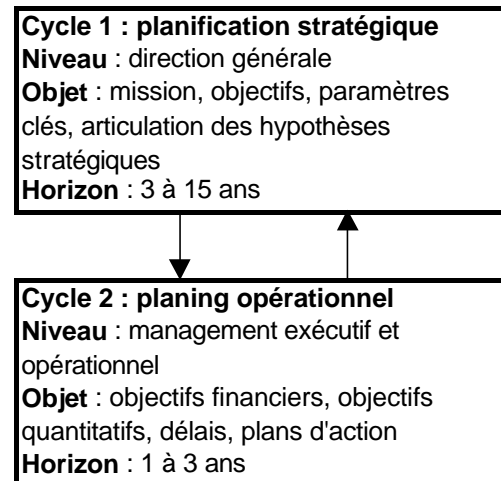 Cycle 1 : planification stratégique
Niveau : direction générale
Objet : mission, objectifs, paramètres
clés, articulation des hypothèses
stratégiques
Horizon : 3 à 15 ans
Cycle 2 : planing opérationnel
Niveau : management exécutif et
opérationnel
Objet : objectifs financiers, objectifs
quantitatifs, délais, plans d'action
Horizon : 1 à 3 ans